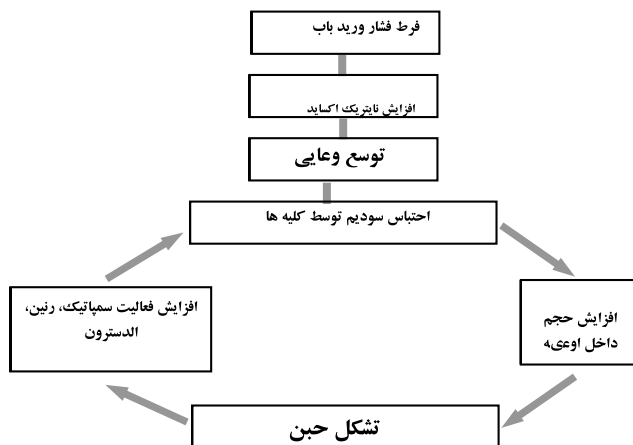 فرط فشار ورید باب
افزایش نایتریک اکساید
توسع وعایی
احتباس سودیم توسط کلیه ها
افزایش حجم
داخل اوعیه
افزایش فعالیت سمپاتیک، رنین،
الدسترون
تشکل حبن